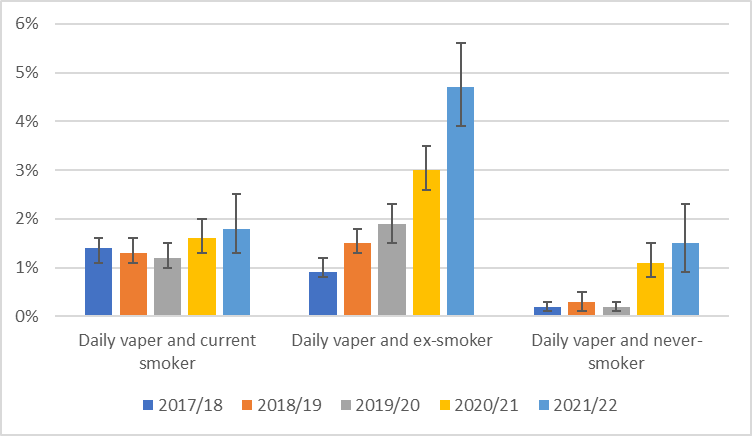 6%
5%
4%
3%
2%
1%
0%
Daily vaper and current
smoker
Daily vaper and ex-smoker
Daily vaper and never-
smoker
2017/18 2018/19 2019/20 2020/21 2021/22